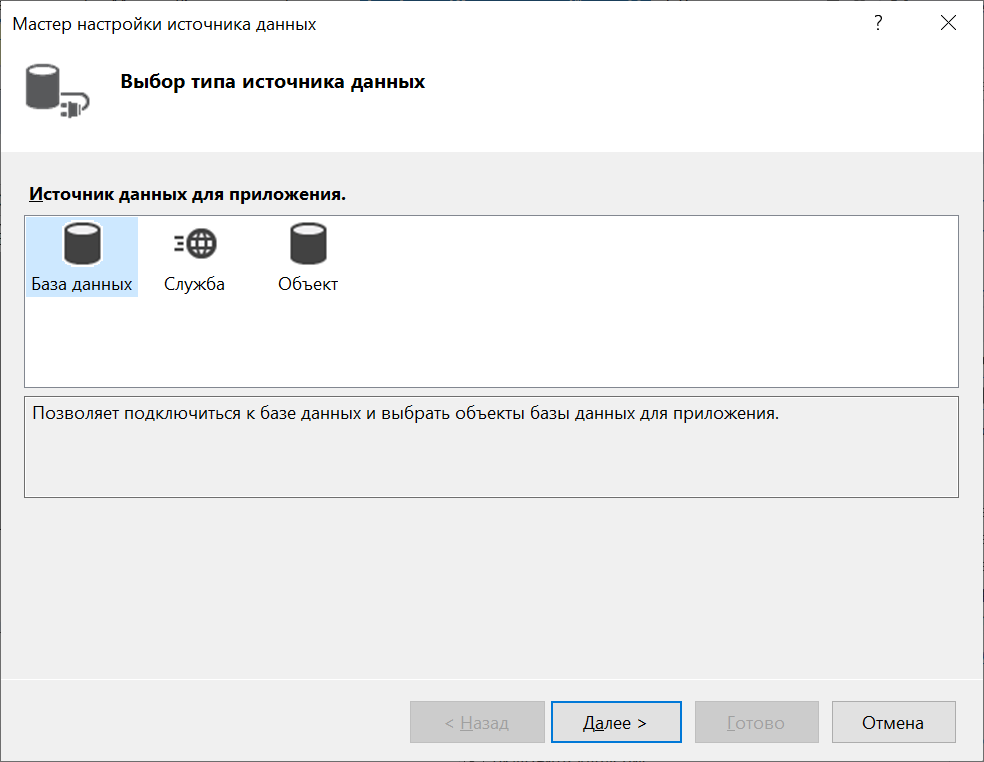 Мастер настройки источника данных
?
Выбор типа источника данных
Источник данных для приложения.
База данных
Служба
Объект
Позволяет подключиться к базе данных и выбрать объекты базы данных для приложения.
< Назад
Далее >
Готово
Отмена